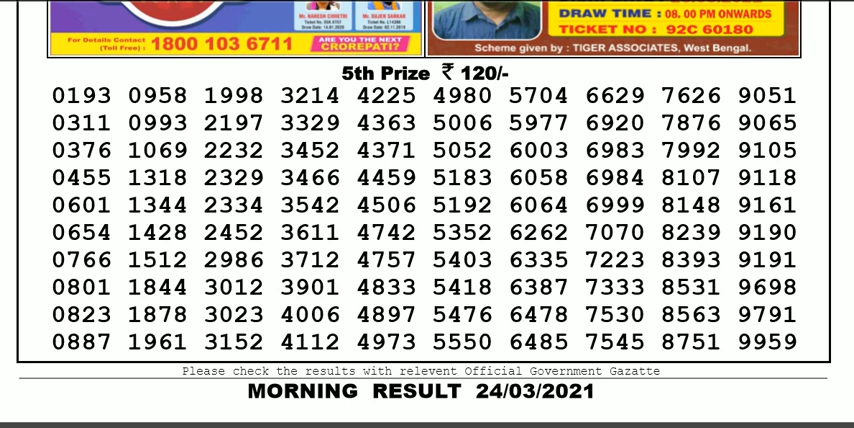 Mr. NARESH CHHETRI
Mr. SUJEN SARKAR
For Details Contact
(Toll Free) : 1800 103 6711
ARE YOU THE NEXT
CROREPATI?
DRAW TIME : 08. 00 PM ONWARDS
TICKET NO : 92C 60180
Scheme given by : TIGER ASSOCIATES, West Bengal.
5th Prize ₹ 120/-
0193 0958 1998 3214 4225 4980 5704 6629 7626 9051
0311 0993 2197 3329 4363 5006 5977 6920 7876 9065
0376 1069 2232 3452 4371 5052 6003 6983 7992 9105
0455 1318 2329 3466 4459 5183 6058 6984 8107 9118
0601 1344 2334 3542 4506 5192 6064 6999 8148 9161
0654 1428 2452 3611 4742 5352 6262 7070 8239 9190
0766 1512 2986 3712 4757 5403 6335 7223 8393 9191
0801 1844 3012 3901 4833 5418 6387 7333 8531 9698
0823 1878 3023 4006 4897 5476 6478 7530 8563 9791
0887 1961 3152 4112 4973 5550 6485 7545 8751 9959
Please check the results with relevent Official Government Gazatte
MORNING RESULT 24/03/2021